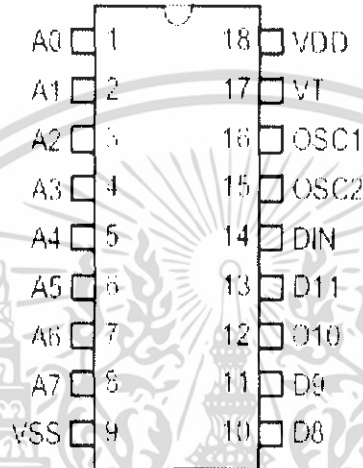 A0 1 18 VDD
A1 2 17 VT
A2 3 16 OSC1
A3 4 15 OSC2
A4 5 14 DIN
A5 6 13 D11
A6 7 12 D10
A7 8 11 D9
VSS 9 10 D8